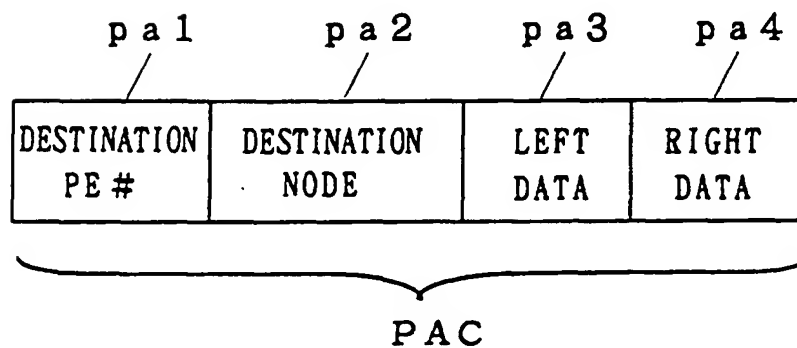 pa1 pa2 pa3 pa4
DESTINATION DESTINATION LEFT RIGHT
PE# NODE DATA DATA
PAC